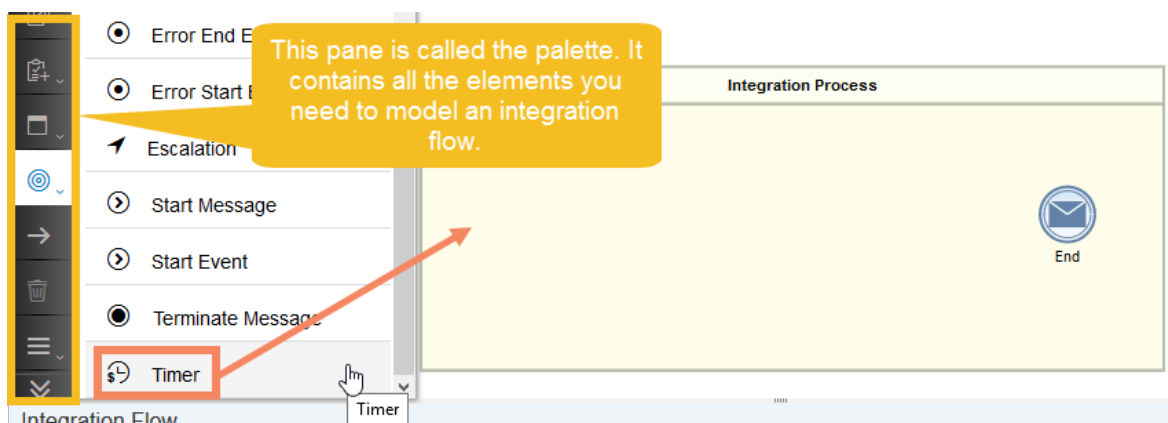 Error End E
Error Start E
Escalation
Start Message
Start Event
Terminate Message
Timer
This pane is called the palette. It
contains all the elements you
need to model an integration
flow.
Integration Process
End
Timer
Integration Flow